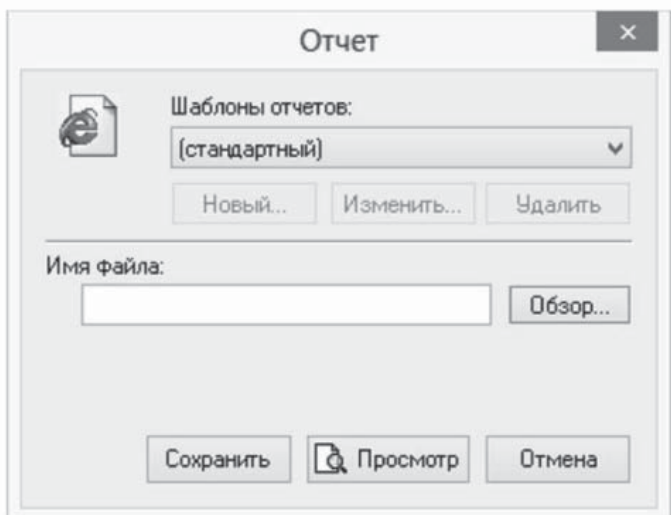 Отчет
Шаблоны отчетов:
(стандартный)
Новый... Изменить... Удалить
Имя файла:
Обзор...
Сохранить Просмотр Отмена